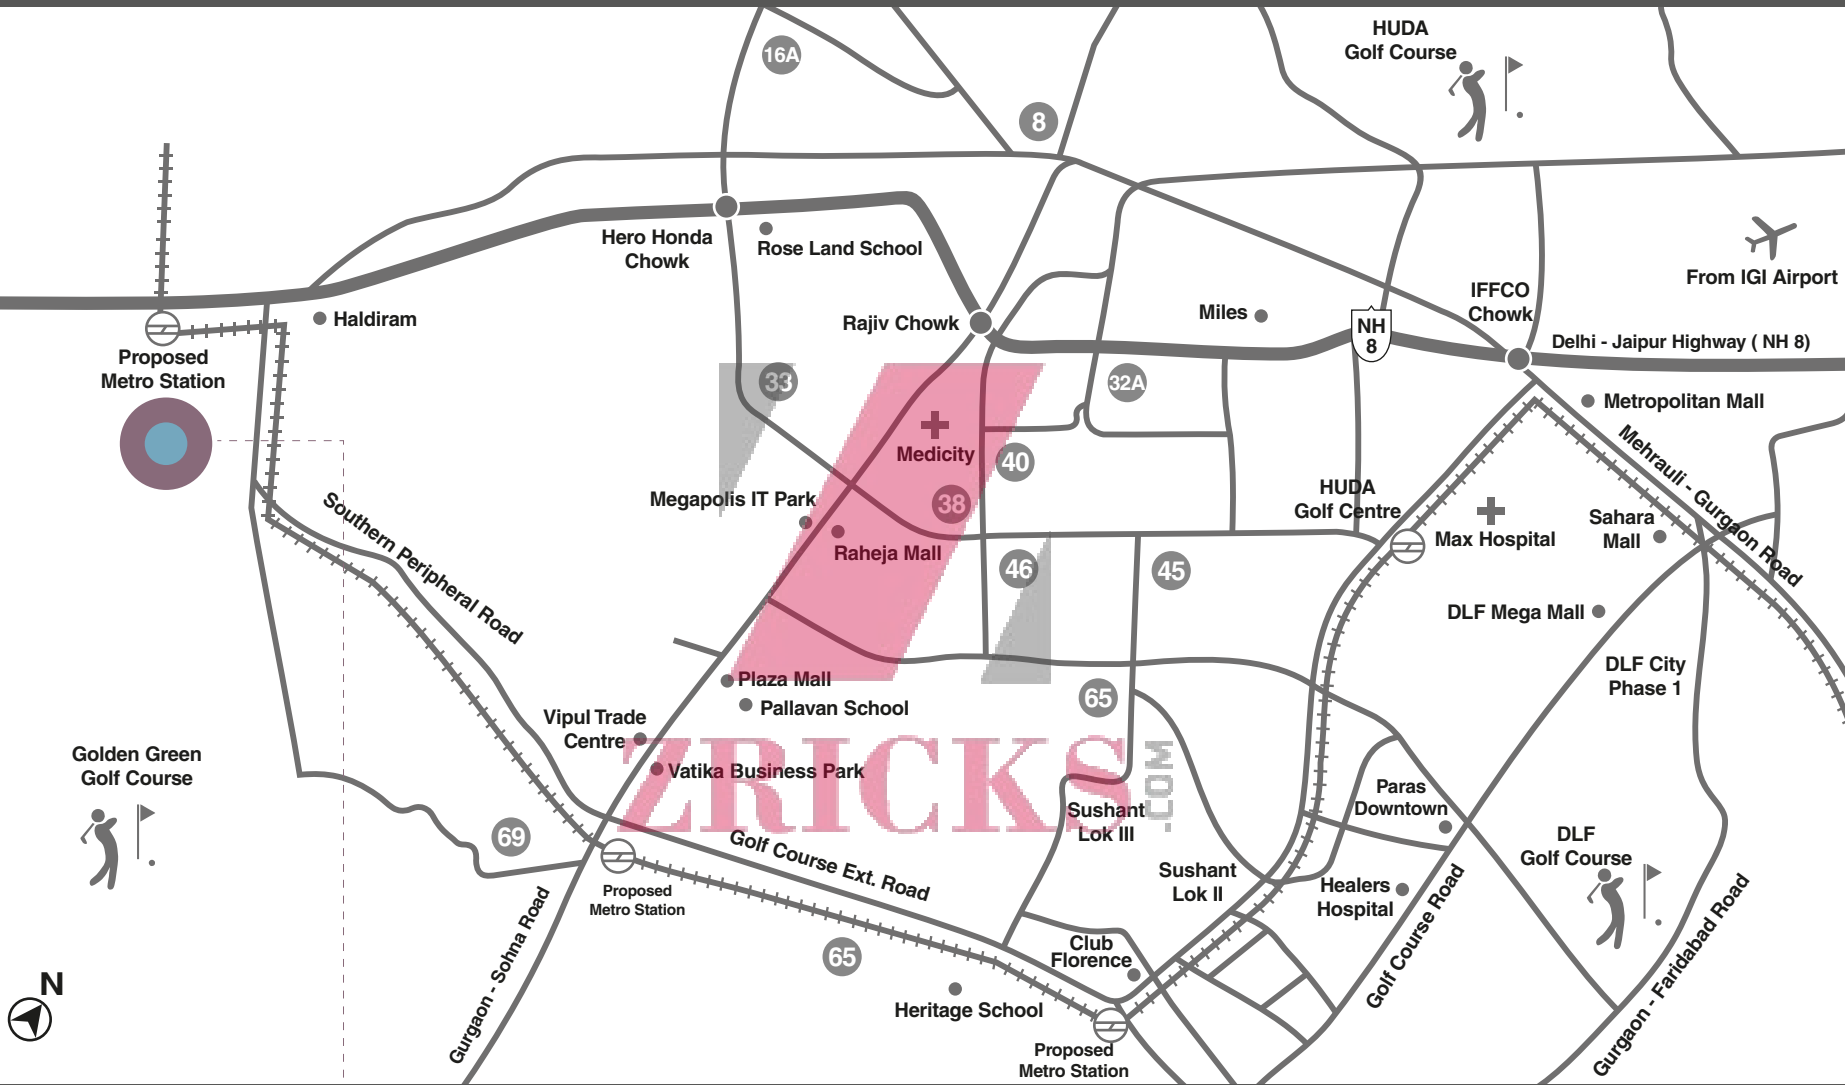 HUDA
Golf Course
16A
8
Hero Honda
Chowk
Rose Land School
From IGI Airport
IFFCO
Chowk
Haldiram
Rajiv Chowk
Miles
NH
8
Delhi - Jaipur Highway ( NH 8)
Proposed
Metro Station
33
32A
Metropolitan Mall
Medicity
40
Mehrauli - Gurgaon Road
Megapolis IT Park
38
HUDA
Golf Centre
Southern Peripheral Road
Raheja Mall
Max Hospital
Sahara
Mall
46
45
DLF Mega Mall
DLF City
Phase 1
Plaza Mall
65
Pallavan School
Vipul Trade
Centre
Golden Green
Golf Course
Vatika Business Park
ZRICKS
.COM
Paras
Downtown
Sushant
Lok III
69
Golf Course Ext. Road
DLF
Golf Course
Sushant
Lok II
Healers
Hospital
Proposed
Metro Station
Gurgaon - Sohna Road
65
Club
Florence
Golf Course Road
Gurgaon - Faridabad Road
N
Heritage School
Proposed
Metro Station